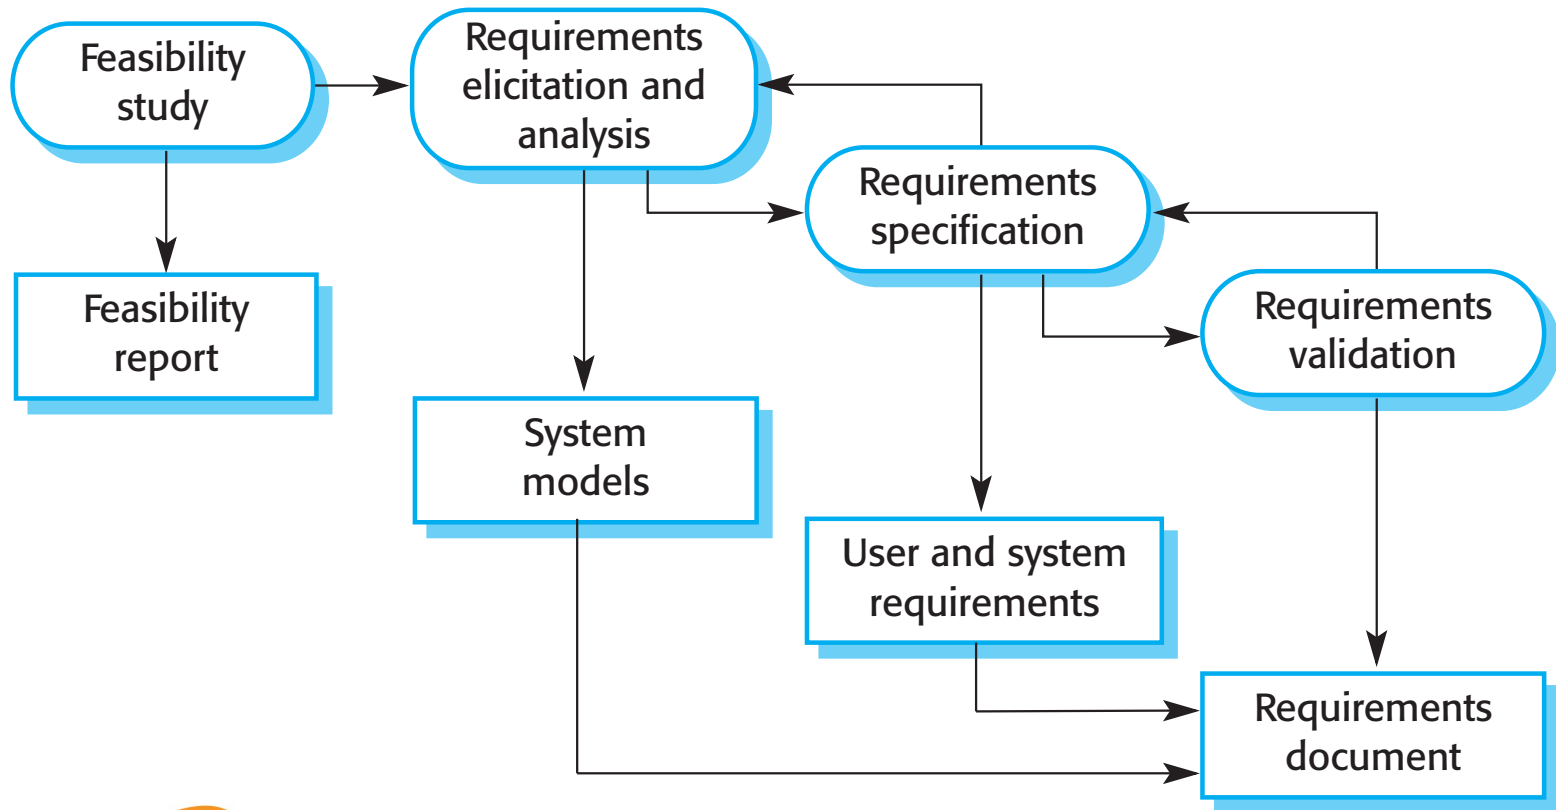 Feasibility
study
Requirements
elicitation and
analysis
Requirements
specification
Requirements
validation
Feasibility
report
System
models
User and system
requirements
Requirements
document